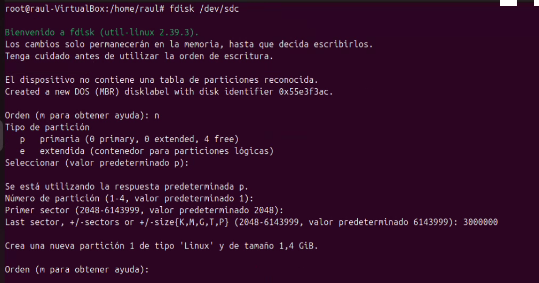 root@raul-VirtualBox:/home/raul# fdisk /dev/sdc
Bienvenido a fdisk (util-linux 2.39.3).
Los cambios solo permanecerán en la memoria, hasta que decida escribirlos.
Tenga cuidado antes de utilizar la orden de escritura.
El dispositivo no contiene una tabla de particiones reconocida.
Created a new DOS (MBR) disklabel with disk identifier 0x55e3f3ac.
Orden (m para obtener ayuda): n
Tipo de partición
p primaria (0 primary, 0 extended, 4 free)
e extendida (contenedor para particiones lógicas)
Seleccionar (valor predeterminado p):
Se está utilizando la respuesta predeterminada p.
Número de partición (1-4, valor predeterminado 1):
Primer sector (2048-6143999, valor predeterminado 2048):
Last sector, +/-sectors or +/-size{K,M,G,T,P} (2048-6143999, valor predeterminado 6143999): 3000000
Crea una nueva partición 1 de tipo 'Linux' y de tamaño 1,4 GiB.
Orden (m para obtener ayuda):